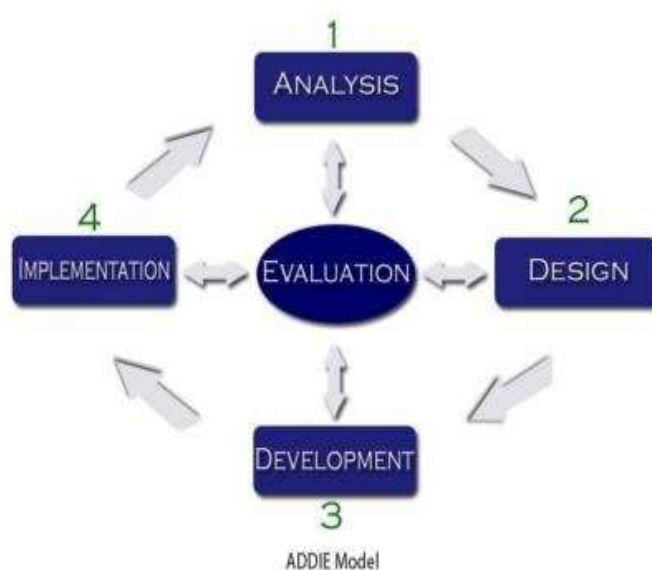 1
ANALYSIS
2
DESIGN
4
IMPLEMENTATION
EVALUATION
DEVELOPMENT
3
ADDIE Model